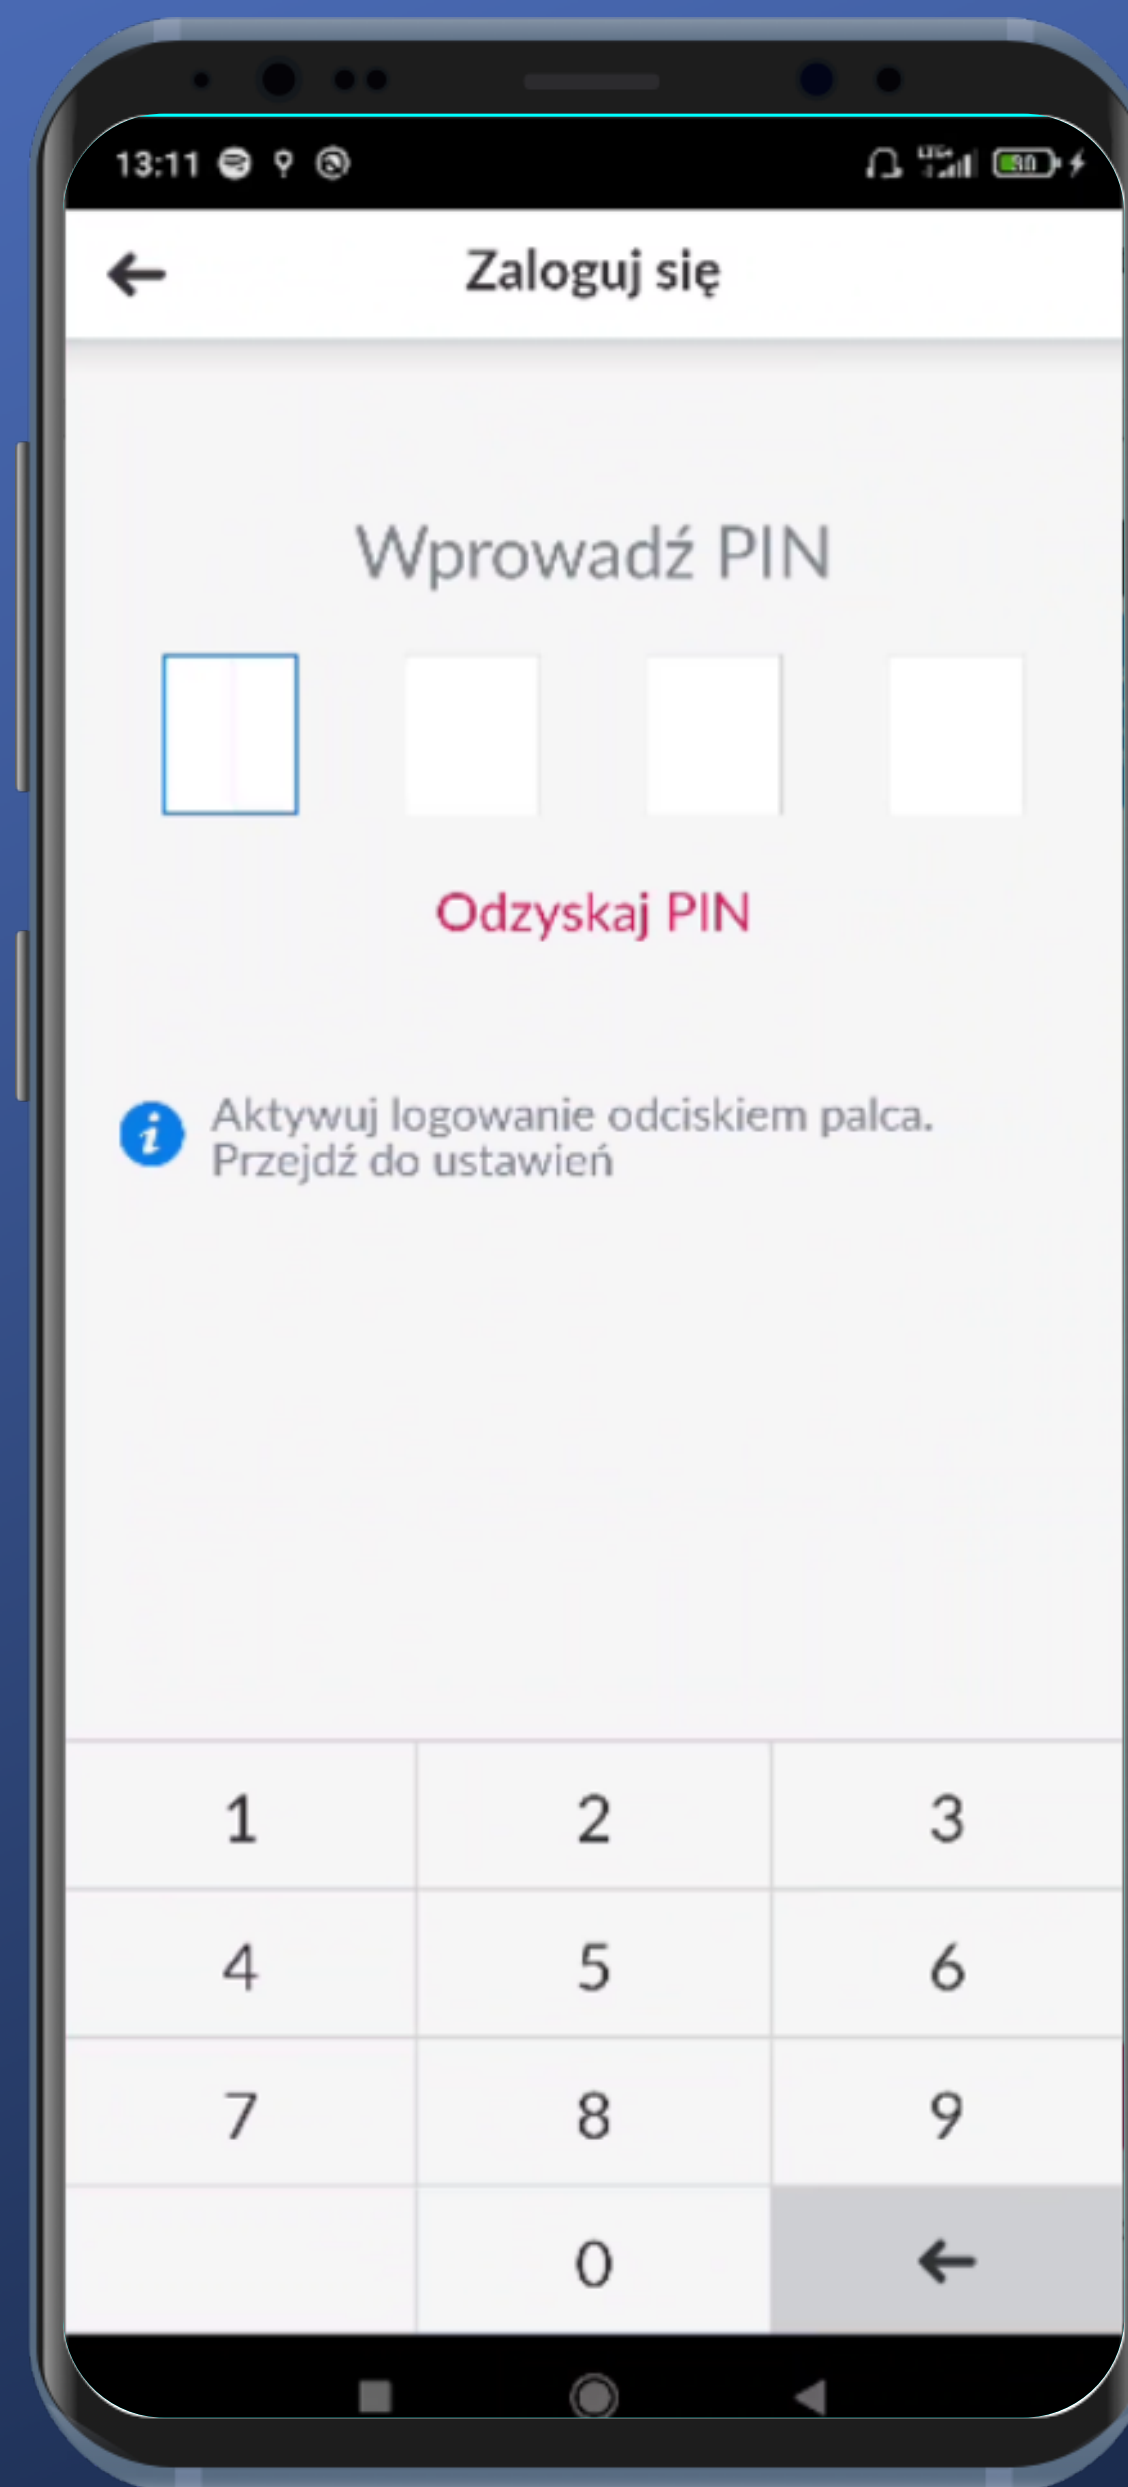 13:11
Zaloguj się
Wprowadź PIN
Odzyskaj PIN
Aktywuj logowanie odciskiem palca.
Przejdź do ustawień
1 2 3
4 5 6
7 8 9
0